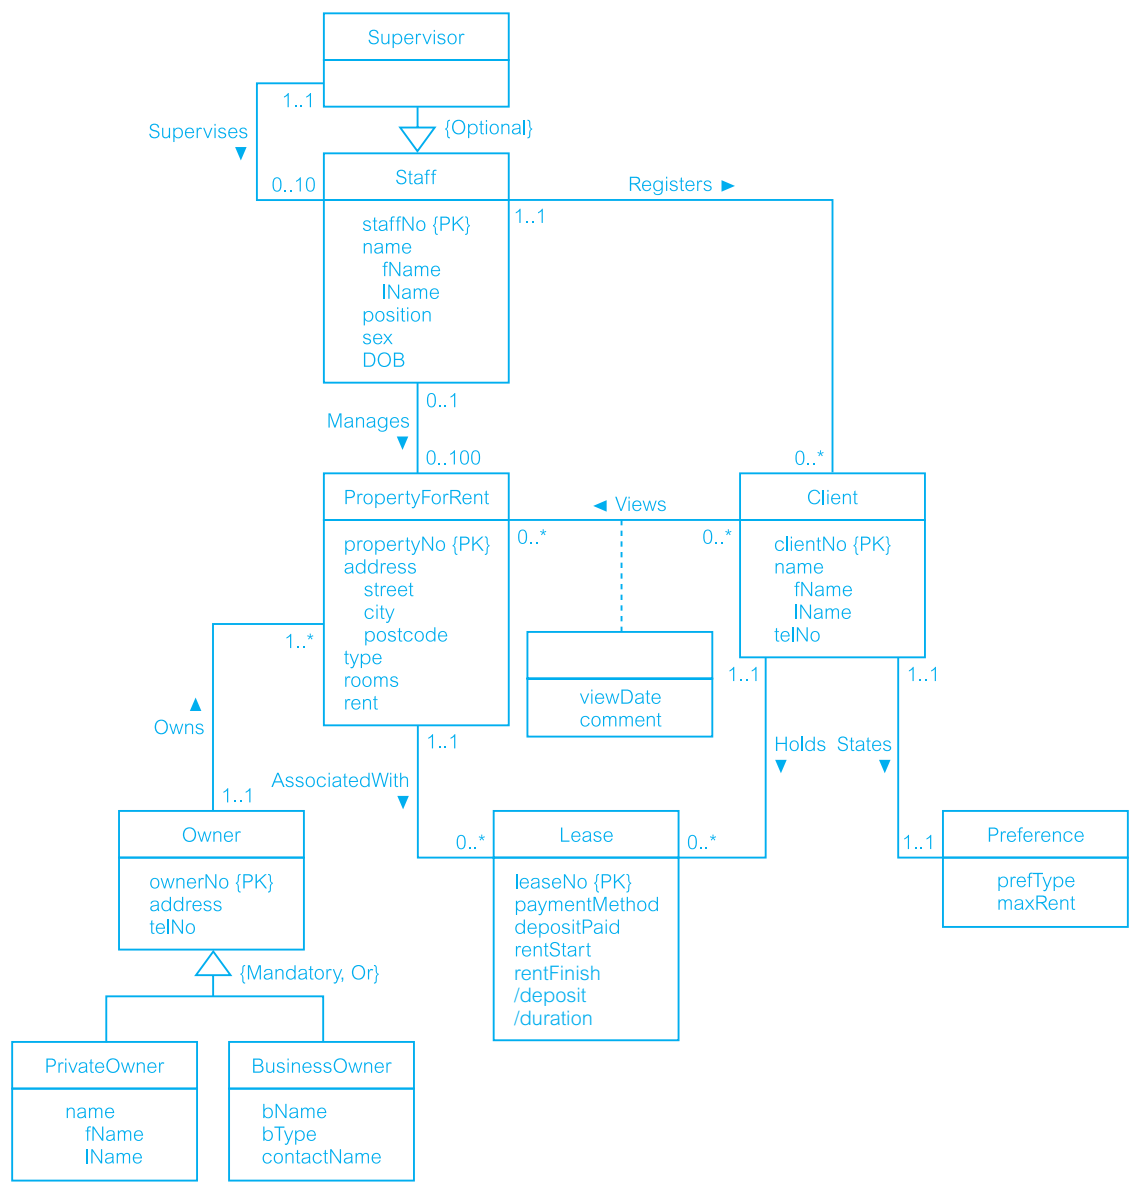 Supervisor
1..1
{Optional}
Supervises
▼
0..10
Staff
Registers ►
1..1
staffNo {PK}
name
fName
lName
position
sex
DOB
0..1
Manages
▼
0..100
0..*
PropertyForRent
◄ Views
Client
0..*
0..*
propertyNo {PK}
address
street
city
postcode
type
rooms
rent
clientNo {PK}
name
fName
lName
telNo
1..*
viewDate
comment
▲
Owns
1..1
1..1
1..1
1..1
AssociatedWith
▼
Holds
▼
States
▼
0..*
0..*
1..1
Owner
ownerNo {PK}
address
telNo
Lease
leaseNo {PK}
paymentMethod
depositPaid
rentStart
rentFinish
/deposit
/duration
Preference
prefType
maxRent
{Mandatory, Or}
PrivateOwner
name
fName
lName
BusinessOwner
bName
bType
contactName